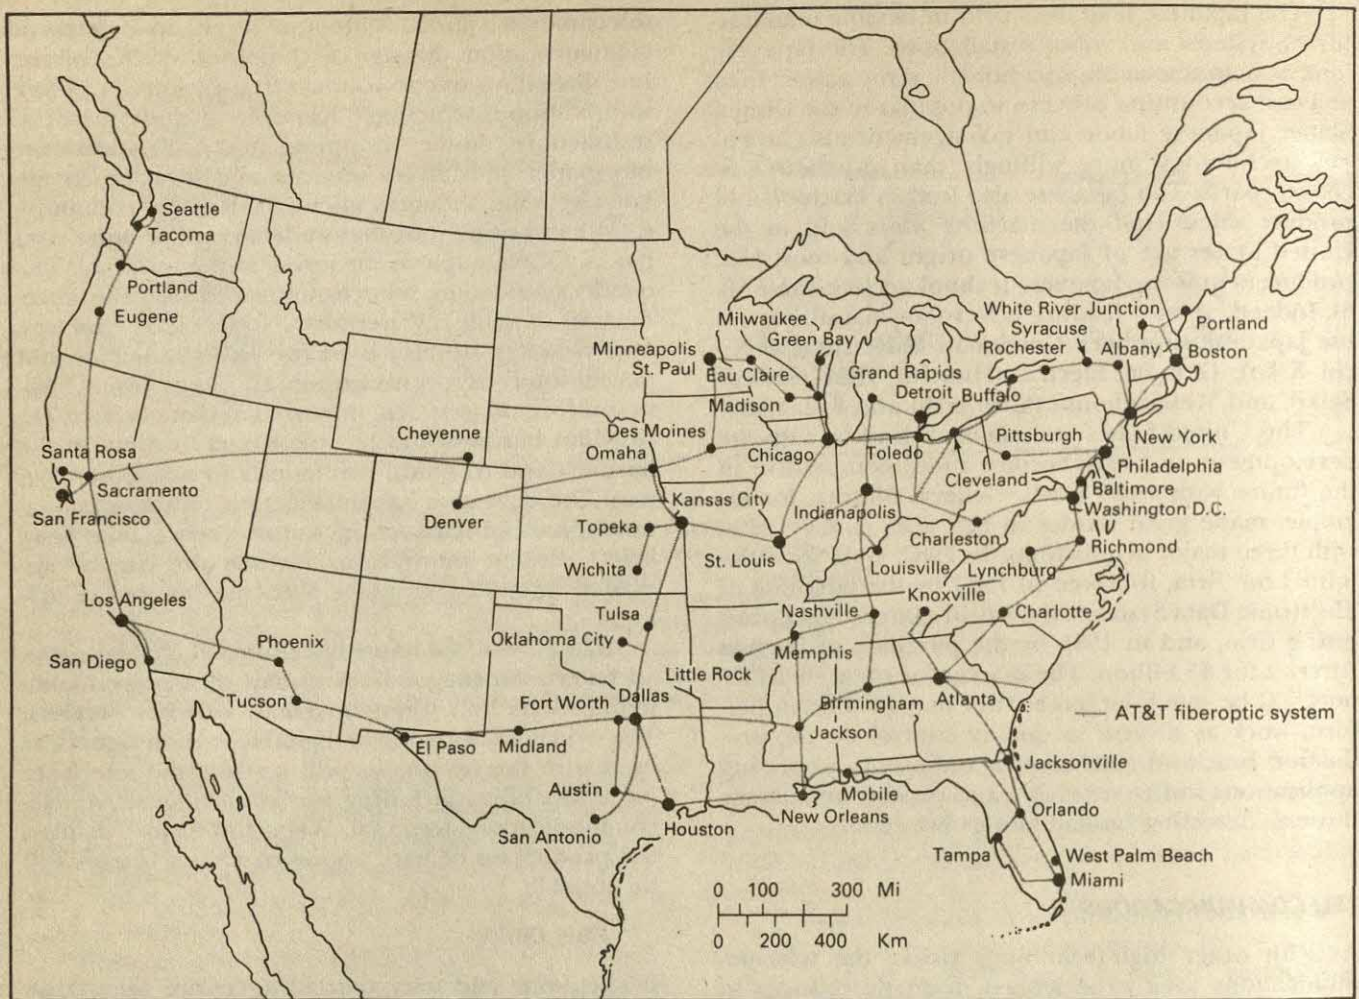 Seattle
Tacoma
Portland
Eugene
White River Junction
Syracuse
Rochester
Albany
Portland
Boston
Milwaukee
Green Bay
Minneapolis
St. Paul
Eau Claire
Grand Rapids
Detroit
Buffalo
Madison
Cheyenne
Des Moines
Omaha
Chicago
Toledo
Pittsburgh
New York
Santa Rosa
Sacramento
San Francisco
Cleveland
Philadelphia
Baltimore
Washington D.C.
Denver
Kansas City
Topeka
Indianapolis
Charleston
Richmond
Wichita
St. Louis
Louisville
Lynchburg
Los Angeles
Phoenix
Tulsa
Oklahoma City
Nashville
Knoxville
Charlotte
San Diego
Memphis
Little Rock
Tucson
Fort Worth
Dallas
Birmingham
Atlanta
AT&T fiberoptic system
El Paso
Midland
Jackson
Jacksonville
Austin
Mobile
New Orleans
Orlando
San Antonio
Houston
Tampa
West Palm Beach
Miami
0 100 300 Mi
0 200 400 Km